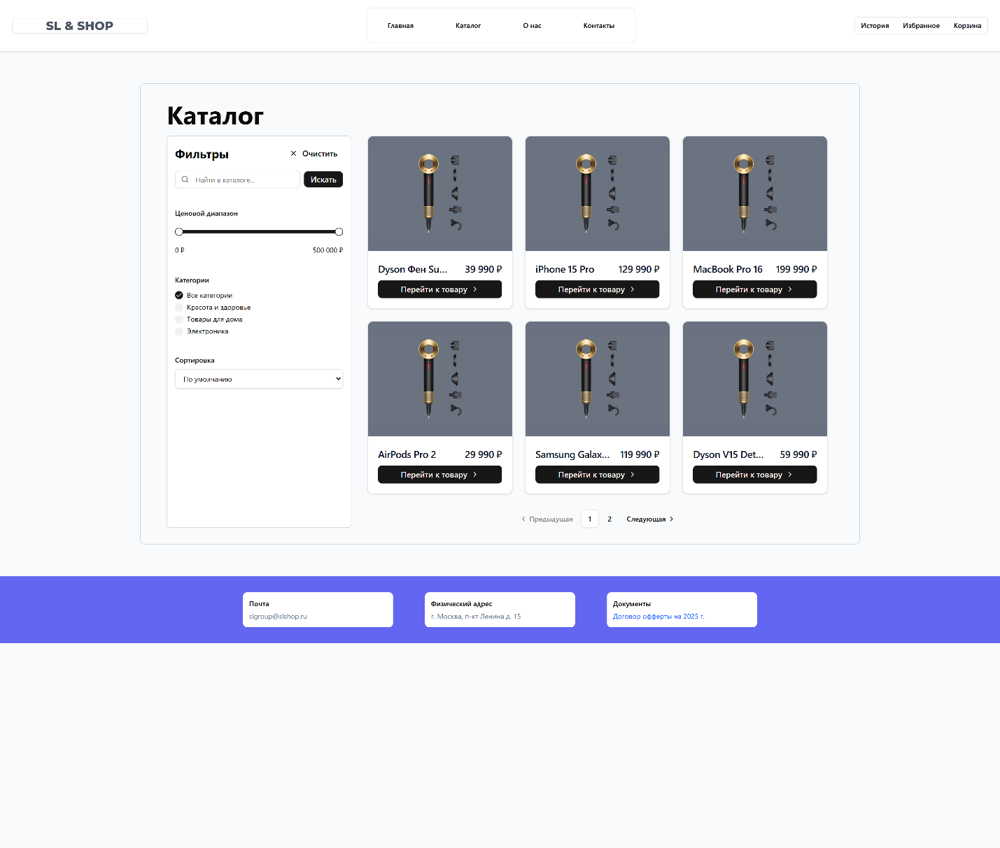 SL & SHOP
Главная Каталог О нас Контакты
История Избранное Корзина
Каталог
Фильтры
Очистить
Найти в каталоге...
Искать
Ценовой диапазон
0 ₽ 500 000 ₽
Категории
Все категории
Красота и здоровье
Товары для дома
Электроника
Сортировка
По умолчанию
Dyson Фен Su... 39 990 ₽
Перейти к товару
iPhone 15 Pro 129 990 ₽
Перейти к товару
MacBook Pro 16 199 990 ₽
Перейти к товару
AirPods Pro 2 29 990 ₽
Перейти к товару
Samsung Galax... 119 990 ₽
Перейти к товару
Dyson V15 Det... 59 990 ₽
Перейти к товару
Предыдущая 1 2 Следующая
Почта
slgroup@slshop.ru
Физический адрес
г. Москва, п-кт Ленина д. 15
Документы
Договор офферты на 2025 г.